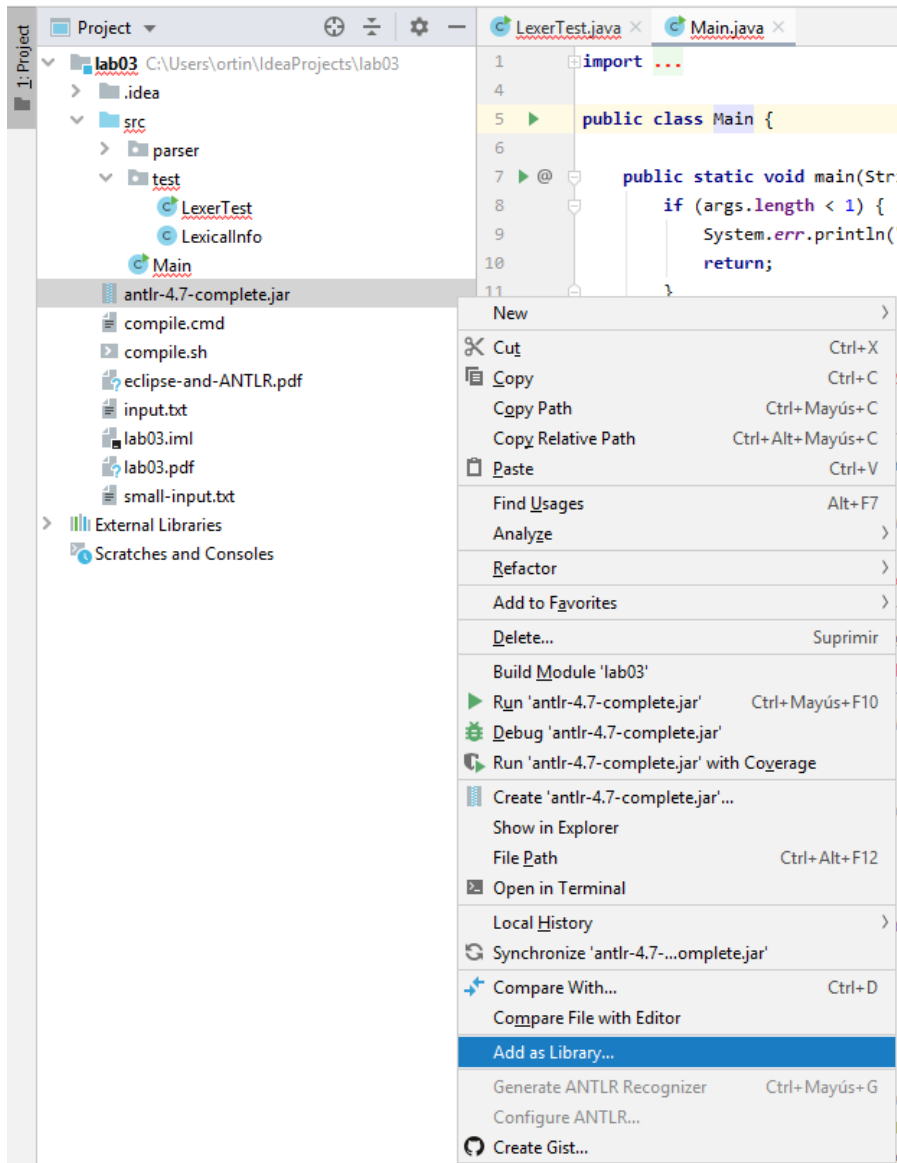 1: Project
Project
lab03 C:\Users\ortin\IdeaProjects\lab03
.idea
src
parser
test
LexerTest
LexicalInfo
Main
antlr-4.7-complete.jar
compile.cmd
compile.sh
eclipse-and-ANTLR.pdf
input.txt
lab03.iml
lab03.pdf
small-input.txt
External Libraries
Scratches and Consoles
LexerTest.java
Main.java
1 import ...
4
5 public class Main {
6
7 @ public static void main(Stri
8 if (args.length < 1) {
9 System.err.println("
10 return;
11 }
New
Cut Ctrl+X
Copy Ctrl+C
Copy Path Ctrl+Mayús+C
Copy Relative Path Ctrl+Alt+Mayús+C
Paste Ctrl+V
Find Usages Alt+F7
Analyze
Refactor
Add to Favorites
Delete... Suprimir
Build Module 'lab03'
Run 'antlr-4.7-complete.jar' Ctrl+Mayús+F10
Debug 'antlr-4.7-complete.jar'
Run 'antlr-4.7-complete.jar' with Coverage
Create 'antlr-4.7-complete.jar'...
Show in Explorer
File Path Ctrl+Alt+F12
Open in Terminal
Local History
Synchronize 'antlr-4.7-...omplete.jar'
Compare With... Ctrl+D
Compare File with Editor
Add as Library...
Generate ANTLR Recognizer Ctrl+Mayús+G
Configure ANTLR...
Create Gist...